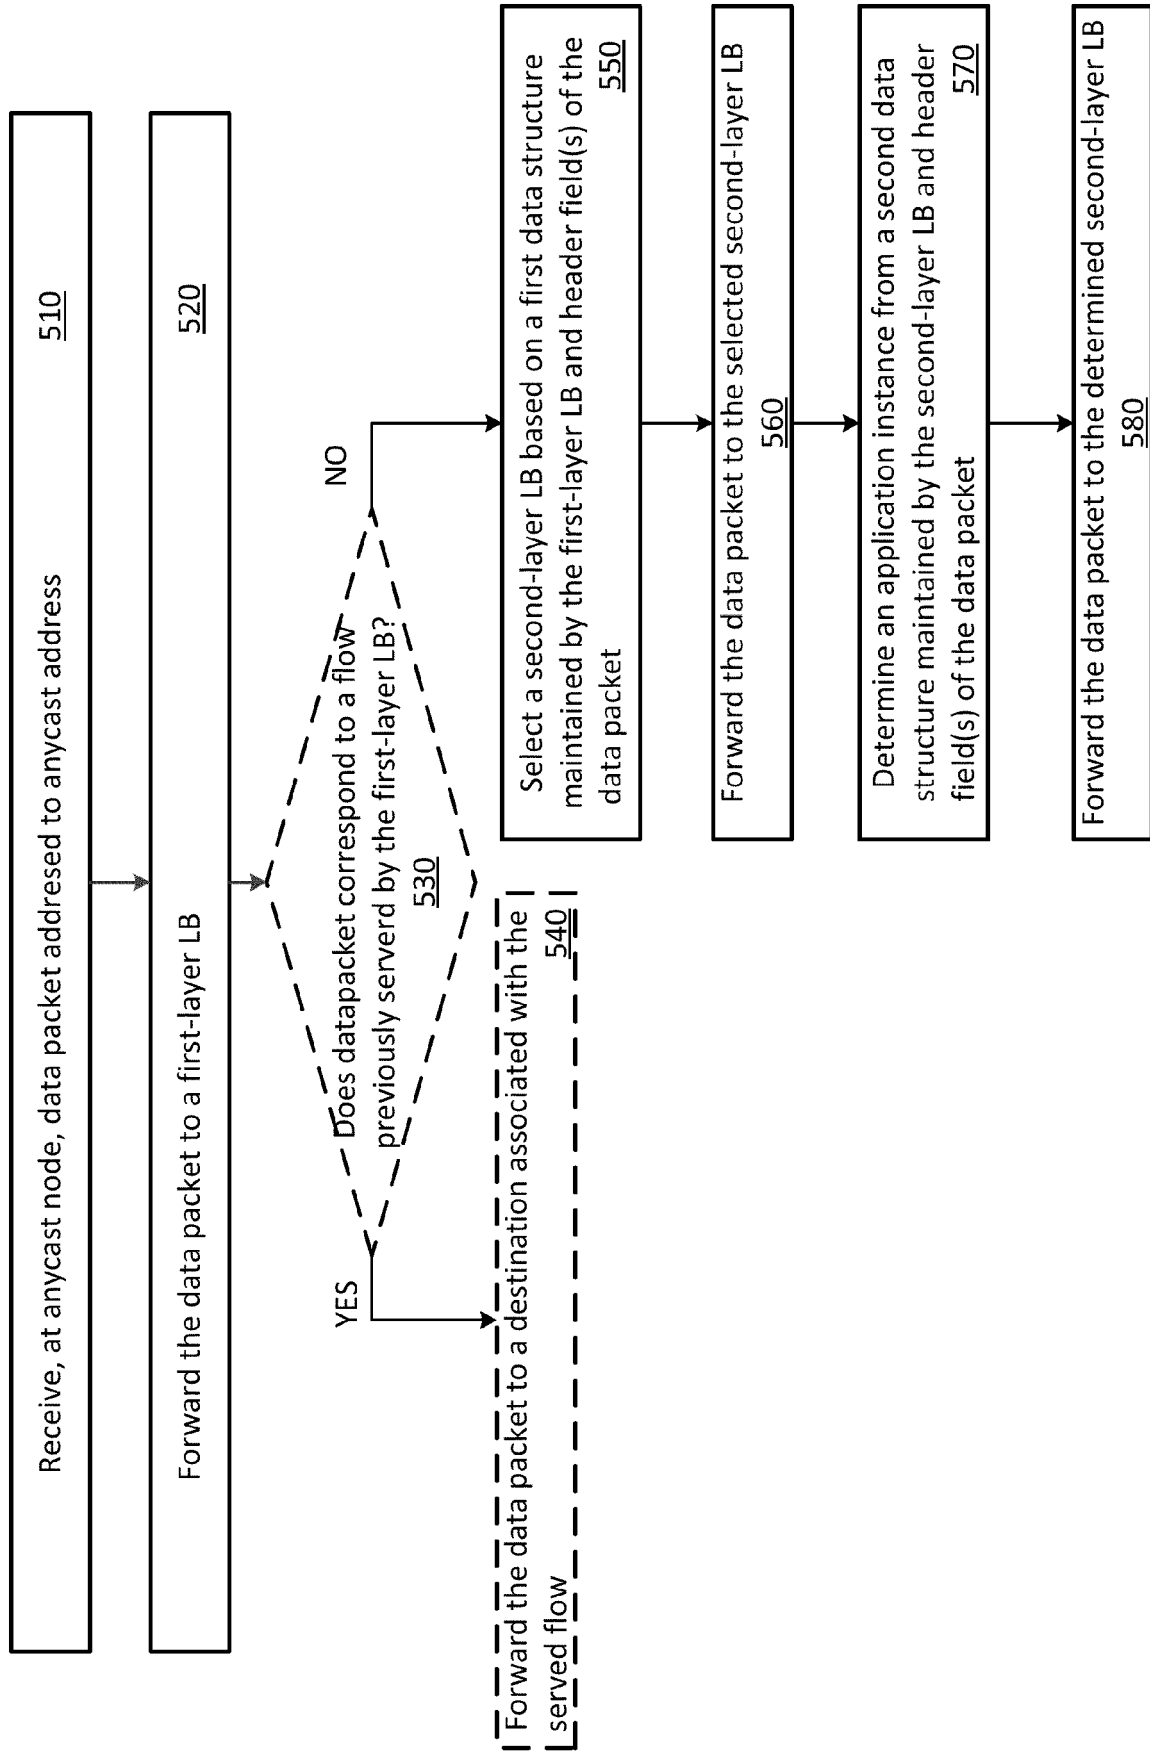 Receive, at anycast node, data packet addresed to anycast address
510
Forward the data packet to a first-layer LB
520
Does datapacket correspond to a flow
previously serverd by the first-layer LB?
530
YES
NO
Forward the data packet to a destination associated with the
served flow
540
Select a second-layer LB based on a first data structure
maintained by the first-layer LB and header field(s) of the
data packet
550
Forward the data packet to the selected second-layer LB
560
Determine an application instance from a second data
structure maintained by the second-layer LB and header
field(s) of the data packet
570
Forward the data packet to the determined second-layer LB
580